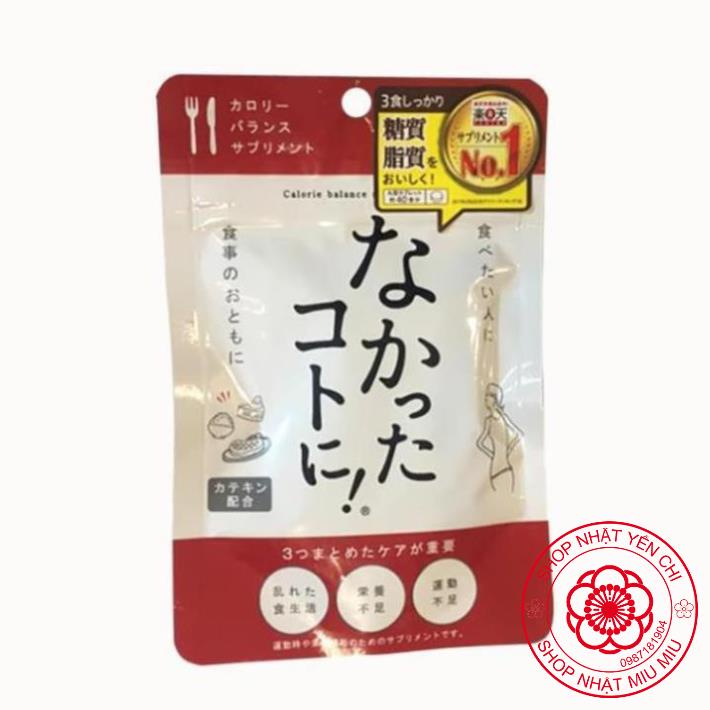 カロリー
バランス
サプリメント
3食しっかり
糖質
脂質を
おいしく!
楽天
サプリメント
No.1
Calorie balance
食べたい人に
なかった
コトに!®
食事のおともに
カテキン
配合
3つまとめたケアが重要
乱れた
食生活
栄養
不足
運動
不足
SHOP NHẬT YÊN CHI
0987181904
SHOP NHẬT MIU MIU